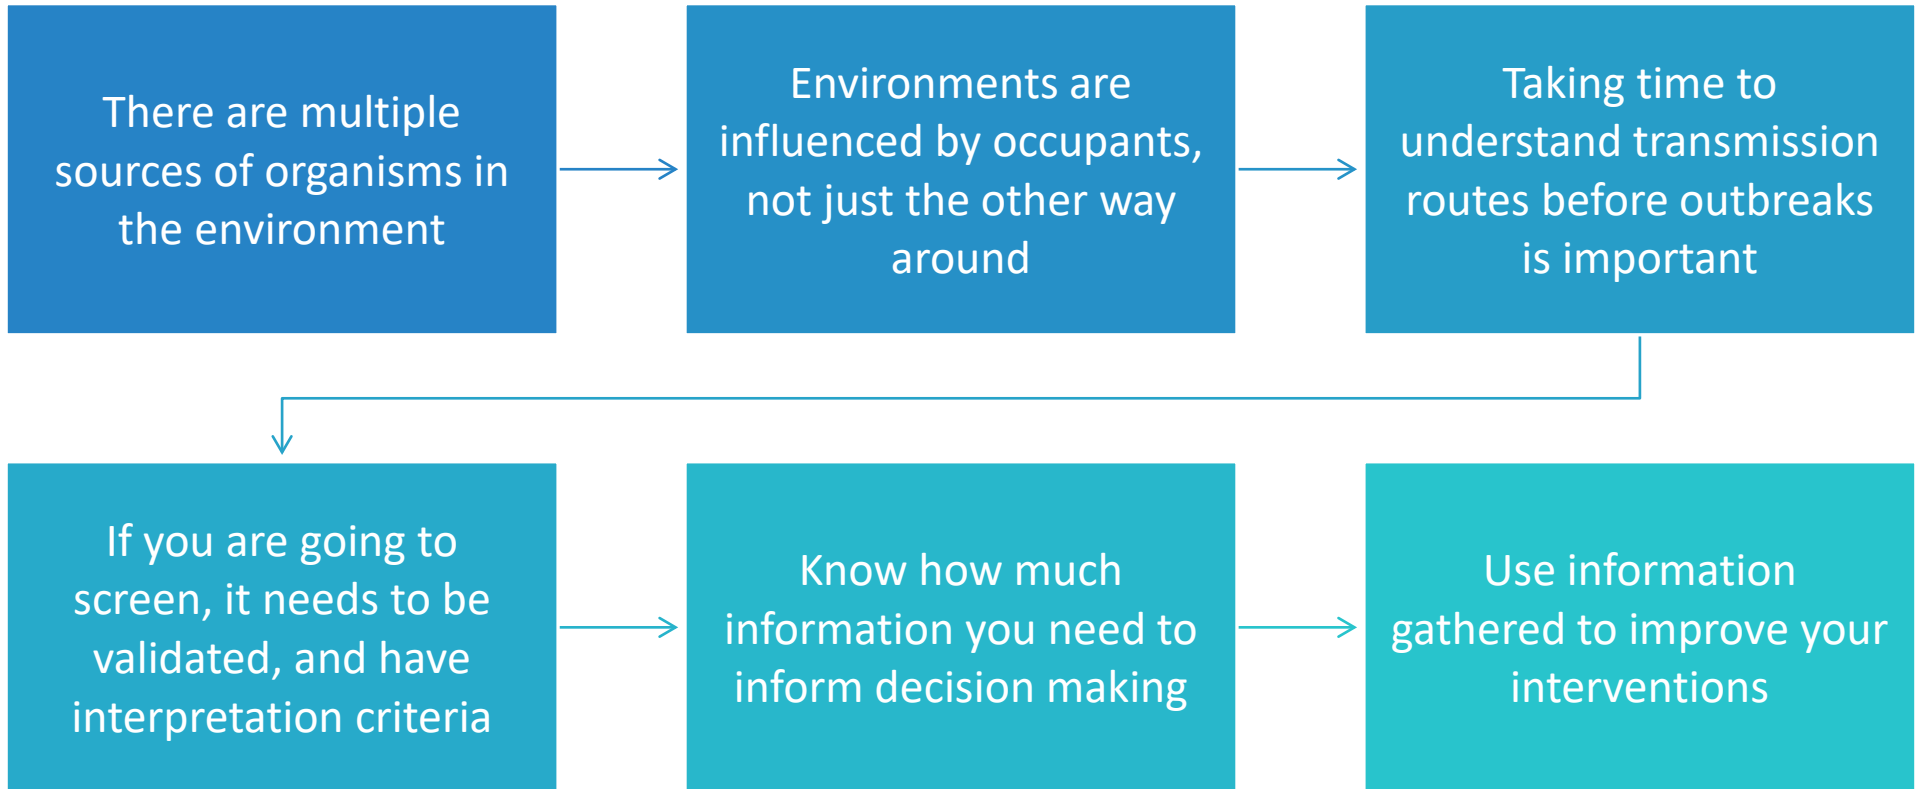 There are multiple
sources of organisms in
the environment
Environments are
influenced by occupants,
not just the other way
around
Taking time to
understand transmission
routes before outbreaks
is important
If you are going to
screen, it needs to be
validated, and have
interpretation criteria
Know how much
information you need to
inform decision making
Use information
gathered to improve your
interventions